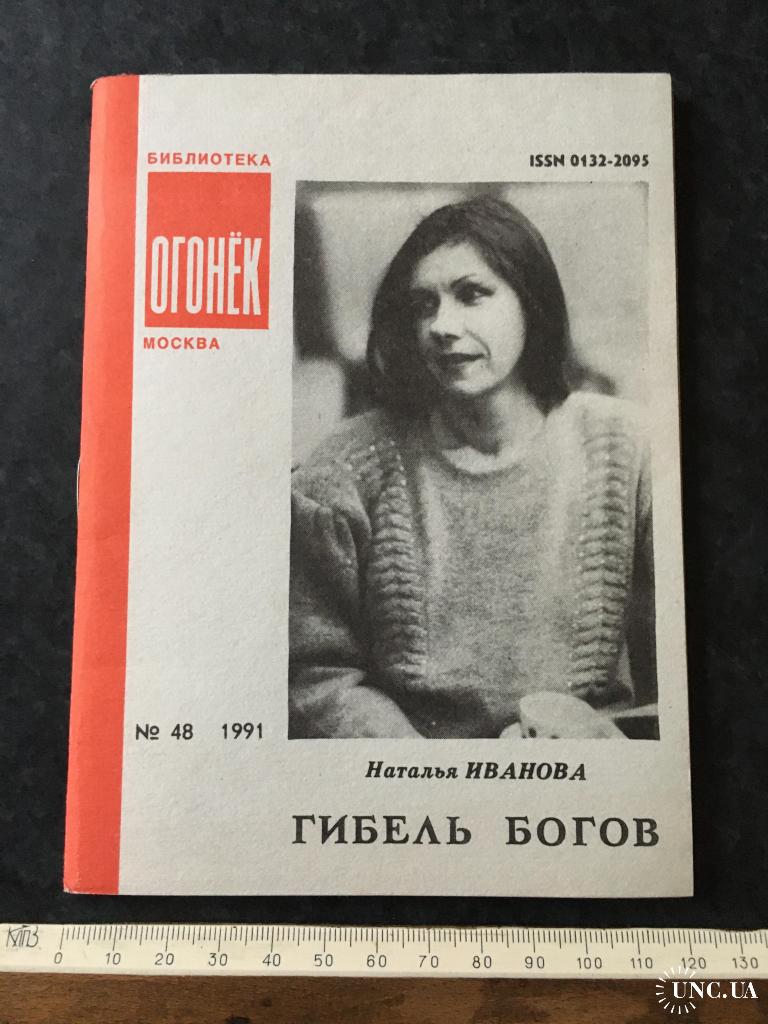 БИБЛИОТЕКА
ОГОНЁК
МОСКВА
ISSN 0132-2095
№ 48 1991
Наталья ИВАНОВА
ГИБЕЛЬ БОГОВ
0 10 20 30 40 50 60 70 80 90 100 110 120 130
UNC.UA